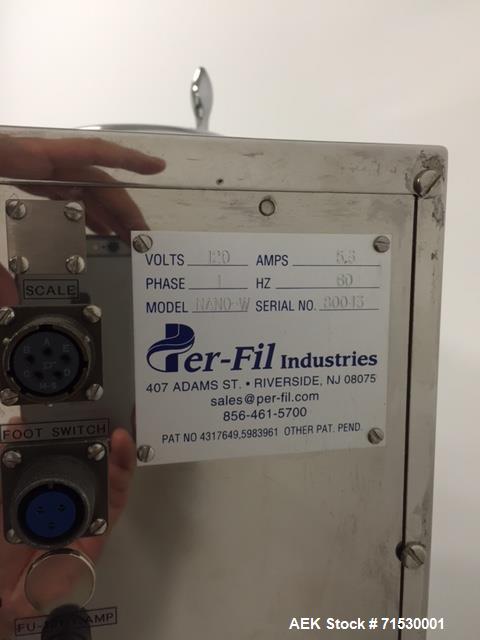 VOLTS 120 AMPS 5.3
PHASE 1 HZ 60
MODEL NANO-W SERIAL NO. 80043
Per-Fil Industries
407 ADAMS ST. • RIVERSIDE, NJ 08075
sales@per-fil.com
856-461-5700
PAT NO 4317649,5983961 OTHER PAT. PEND.
SCALE
FOOT SWITCH
AEK Stock #71530001